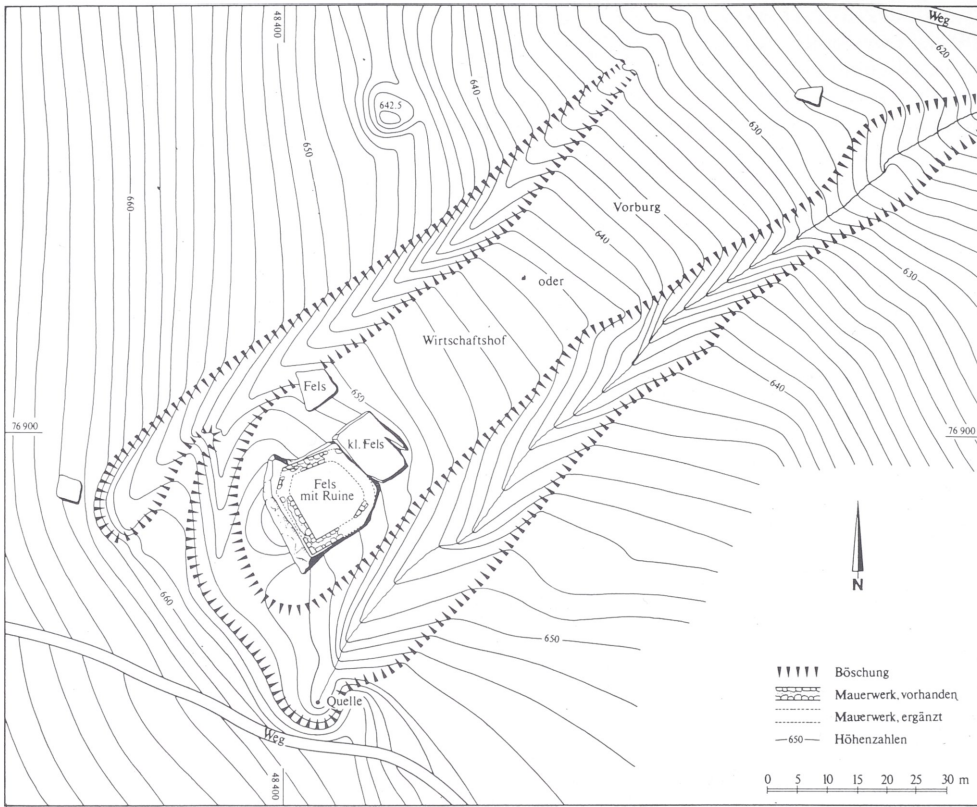 48 400
Weg
620
640
642.5
630
650
660
Vorburg
640
oder
630
Wirtschaftshof
Fels
650
640
76 900
76 900
kl. Fels
Fels
mit Ruine
N
660
650
Quelle
Weg
48 400
Böschung
Mauerwerk, vorhanden
Mauerwerk, ergänzt
650 Höhenzahlen
0 5 10 15 20 25 30 m